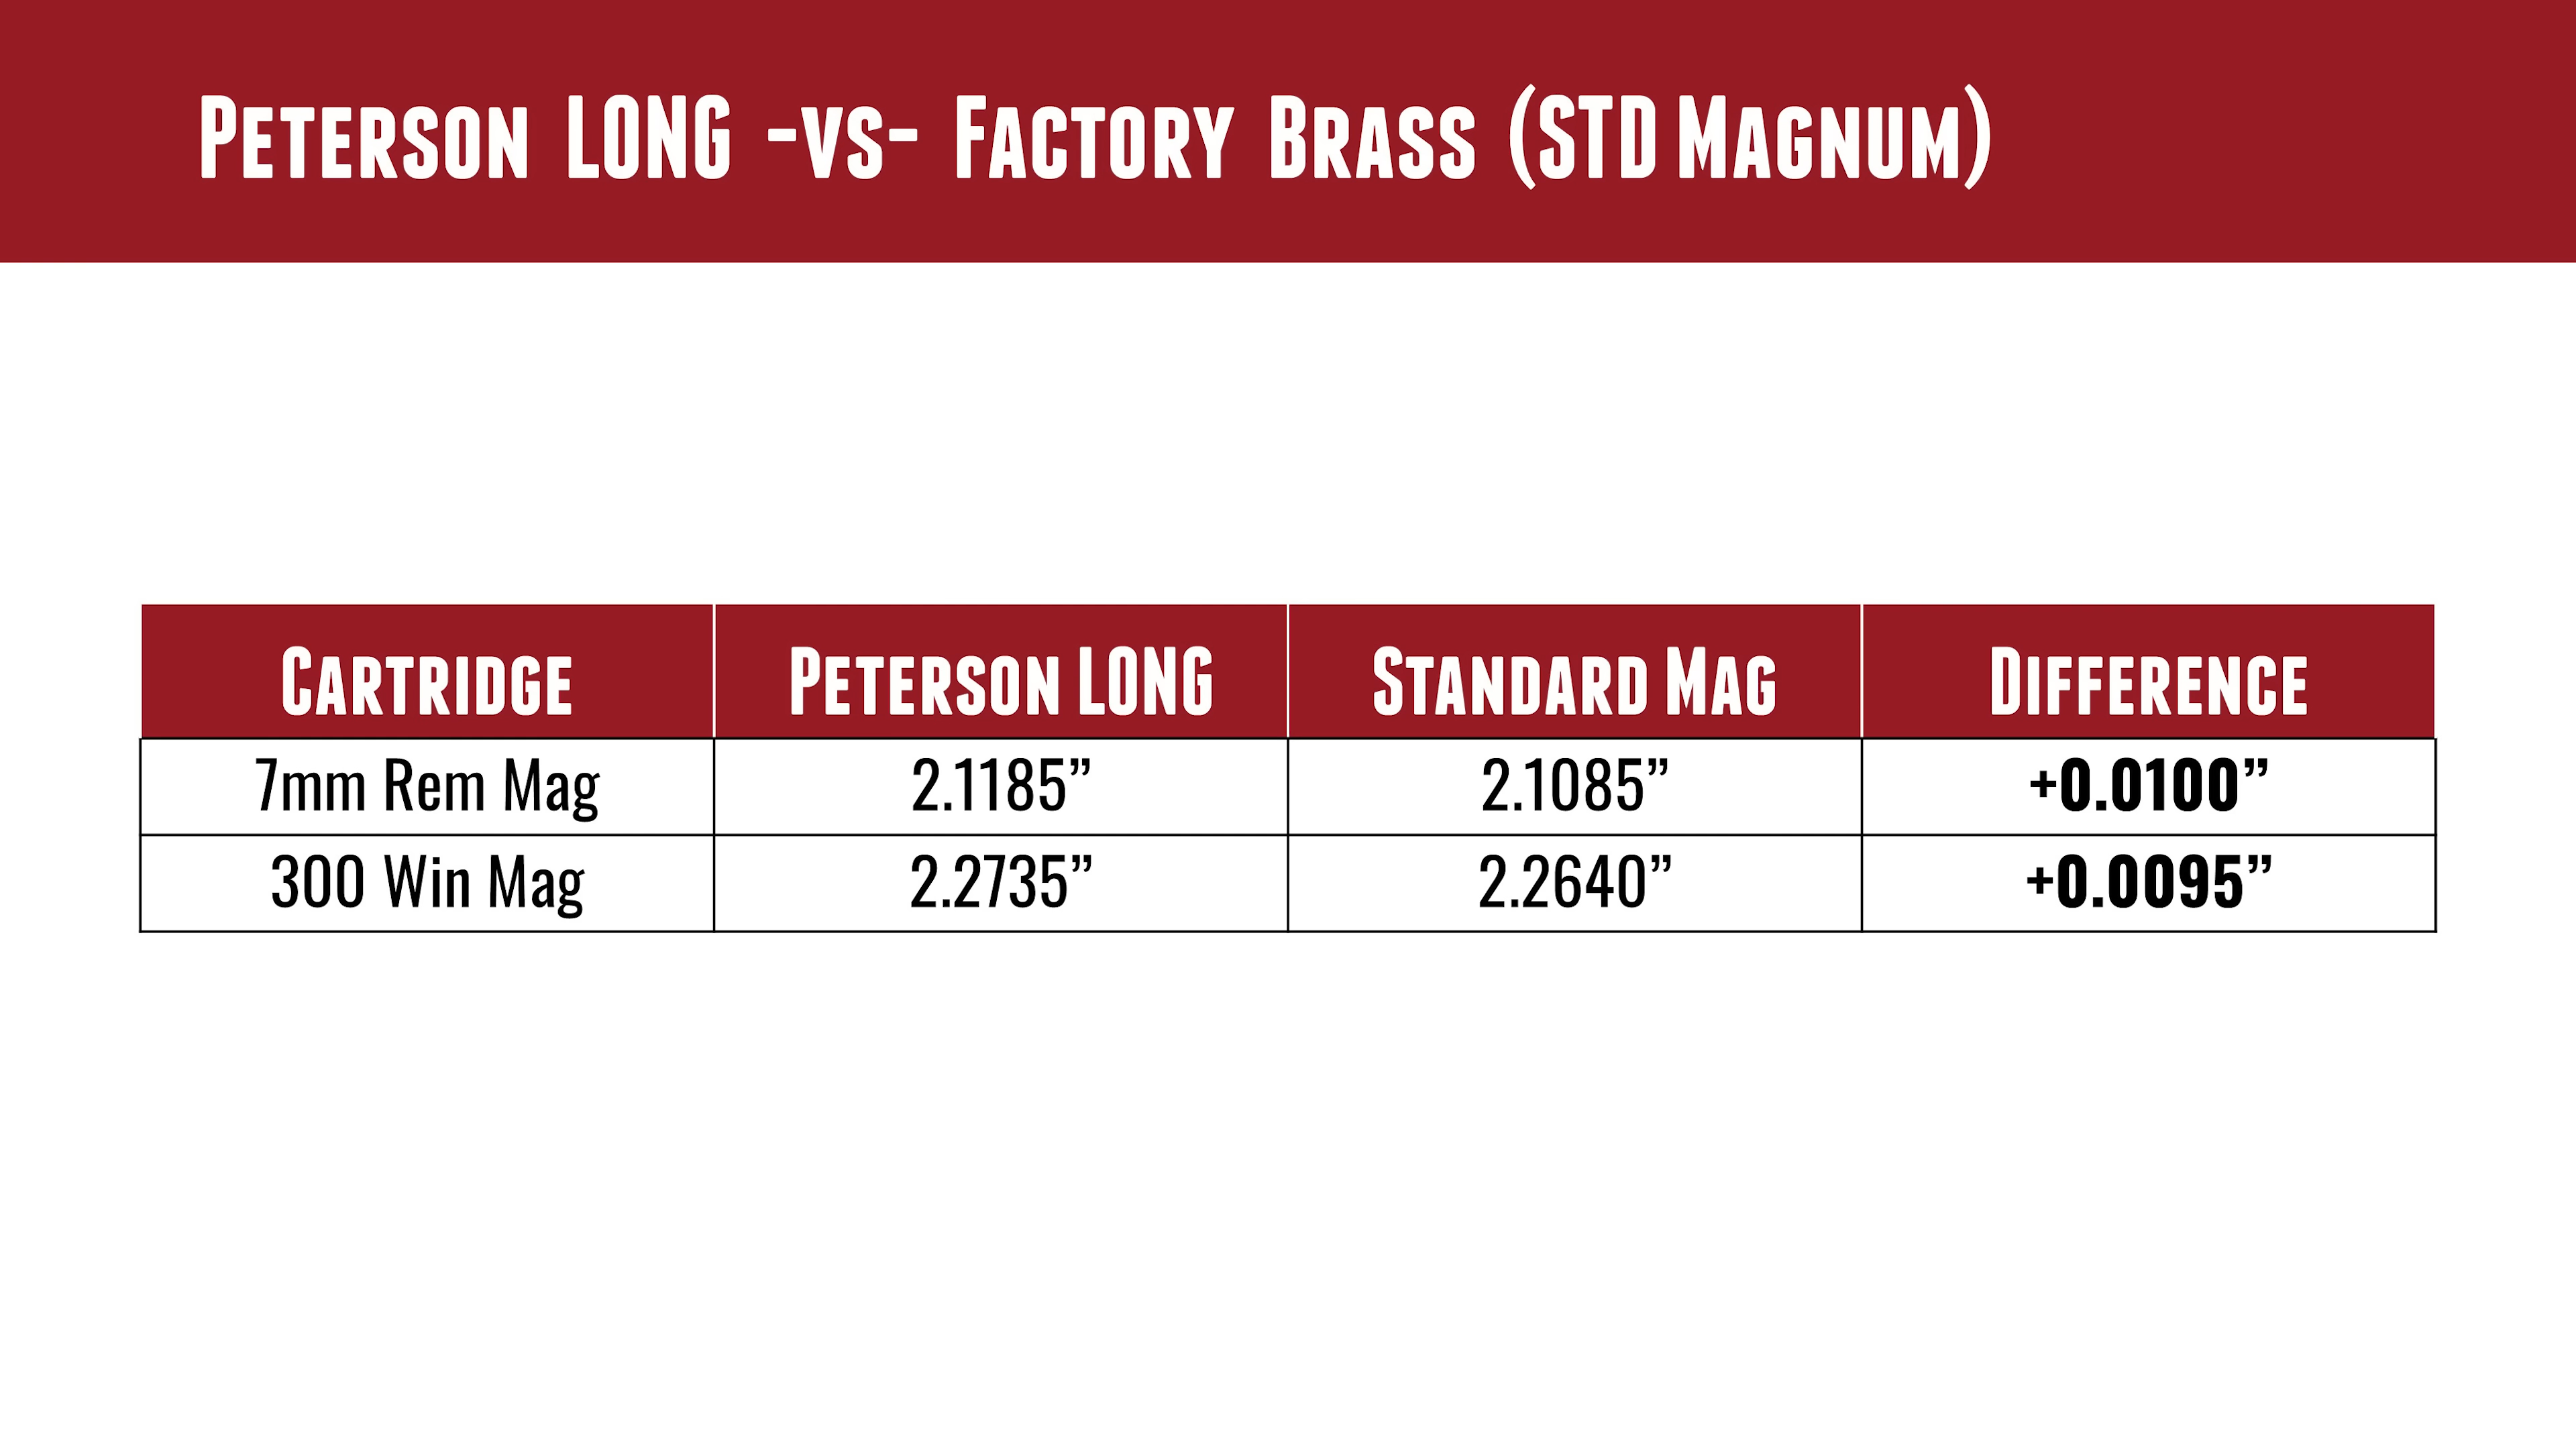 Peterson LONG -vs- Factory Brass (STD Magnum)
Cartridge Peterson LONG Standard Mag Difference
7mm Rem Mag 2.1185” 2.1085” +0.0100”
300 Win Mag 2.2735” 2.2640” +0.0095”